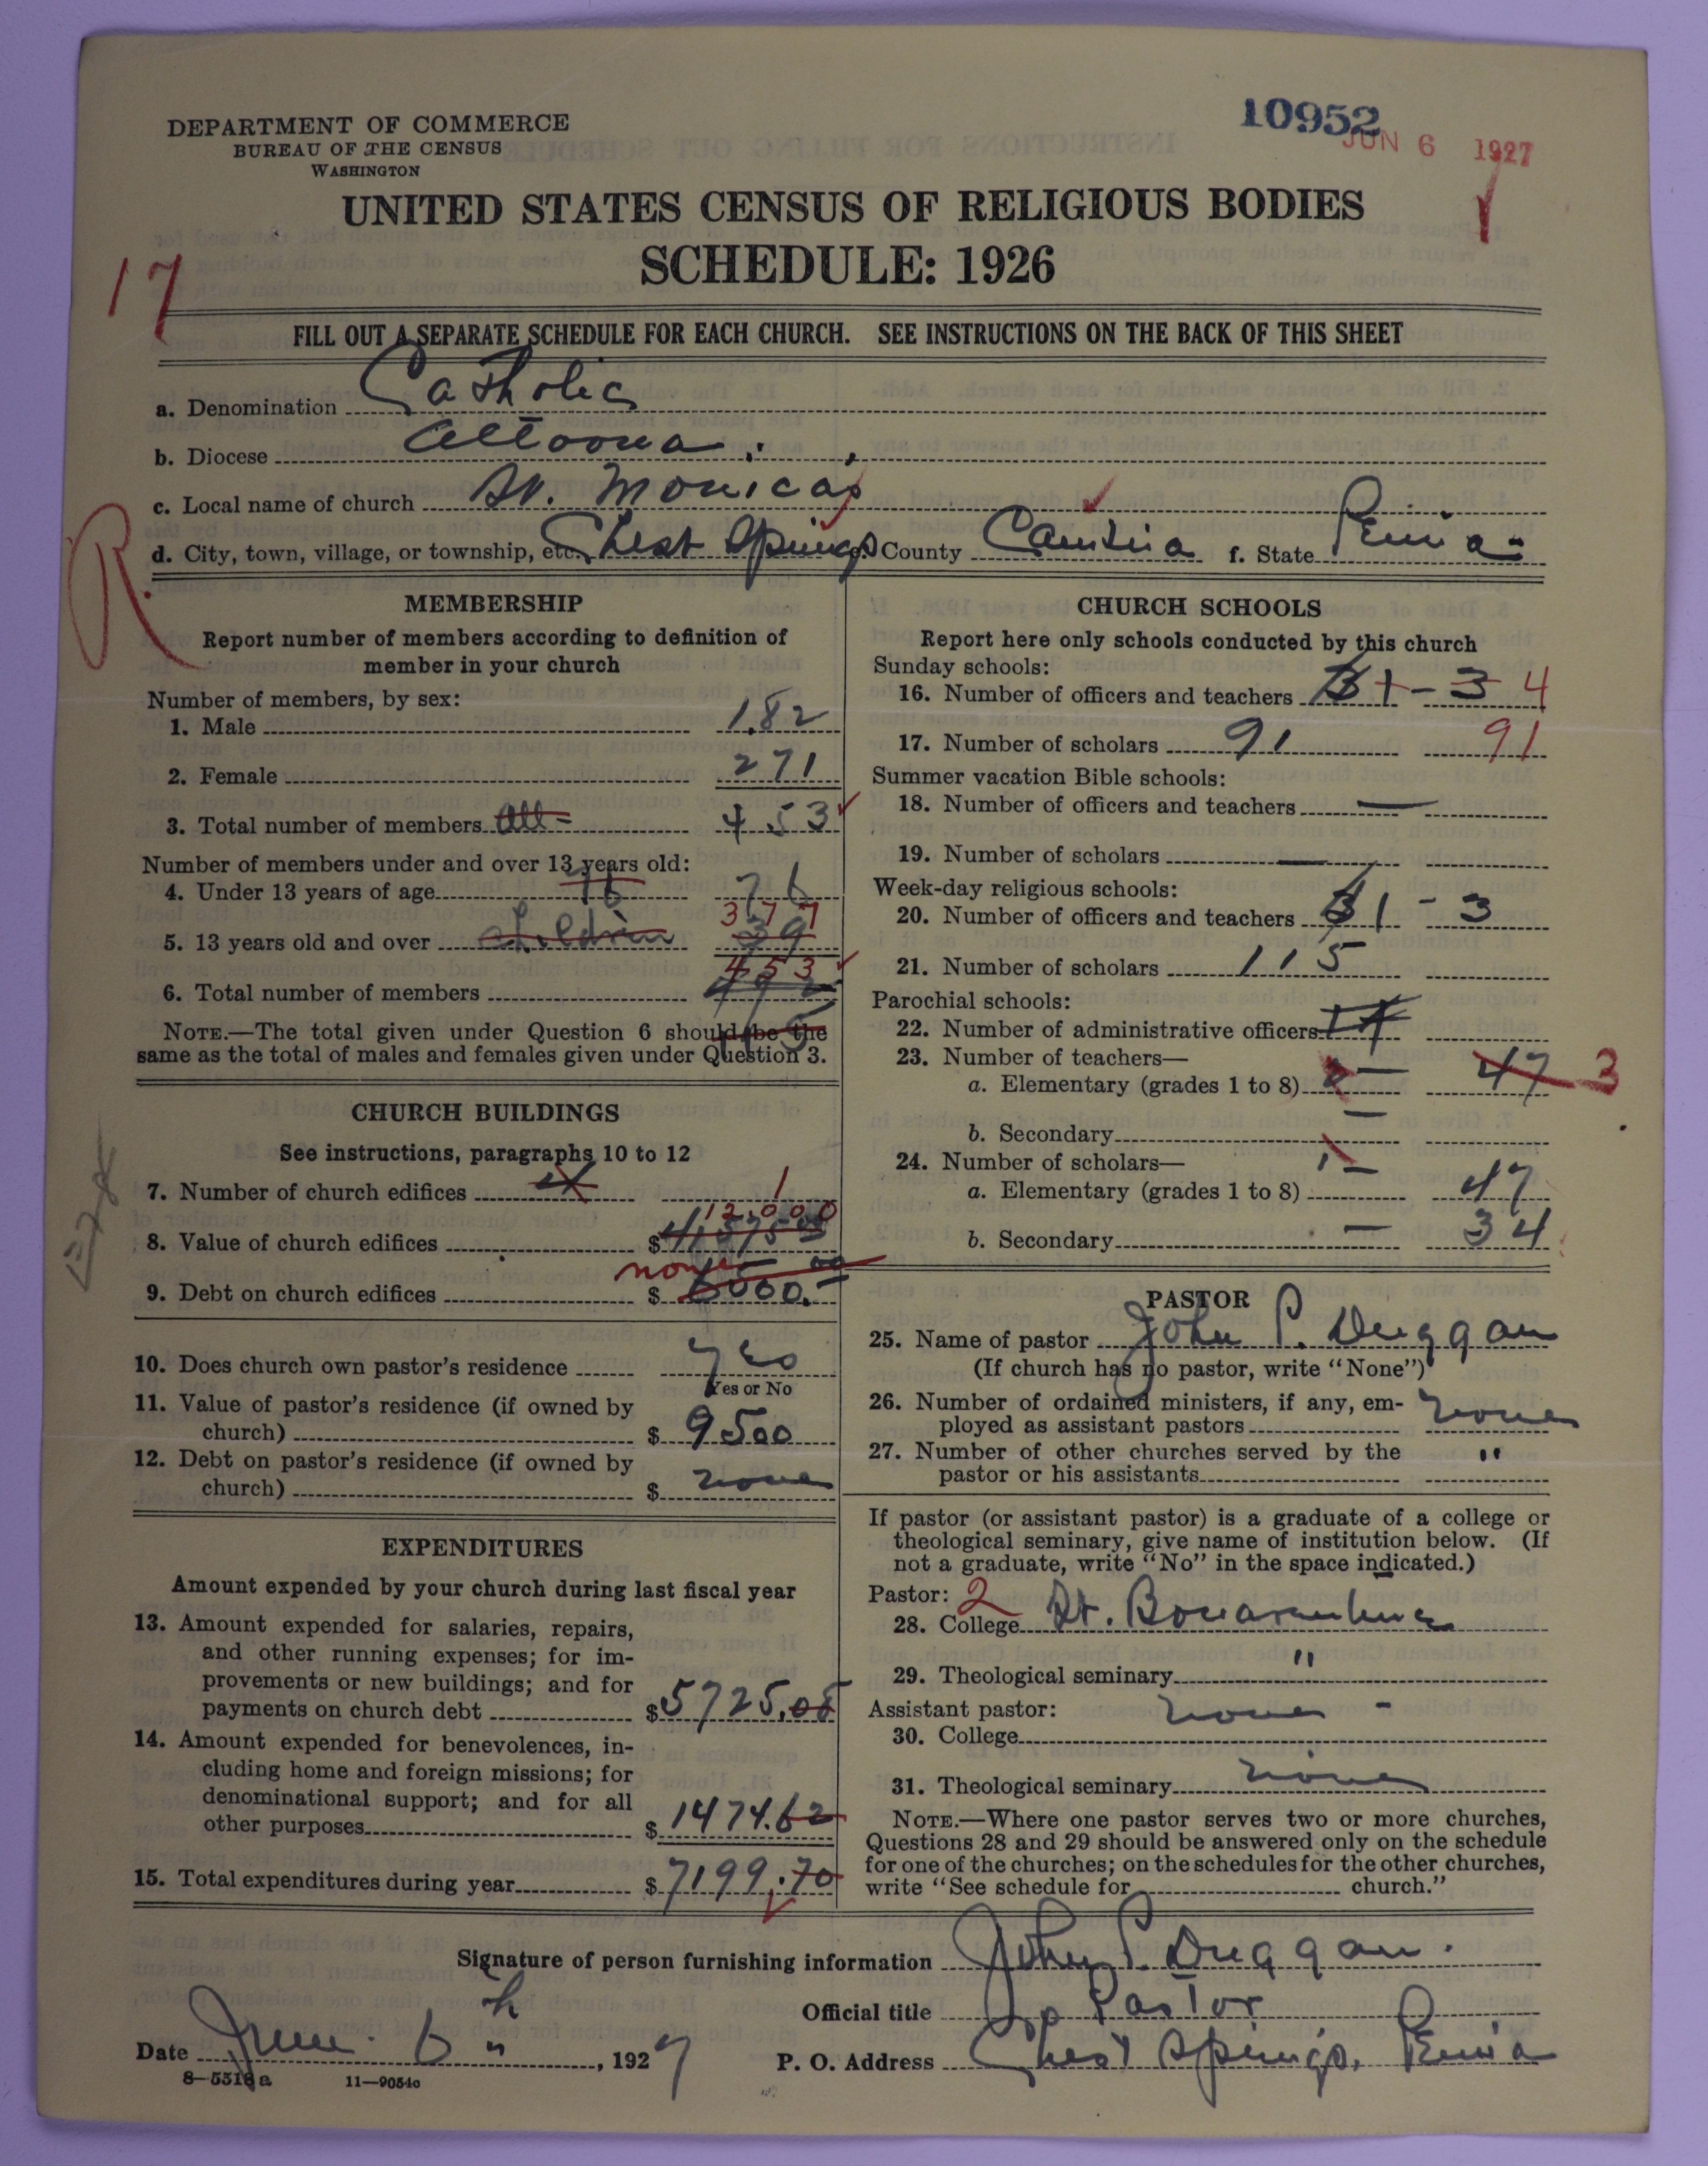 10952
JUN 6 1927
DEPARTMENT OF COMMERCE
BUREAU OF THE CENSUS
WASHINGTON
UNITED STATES CENSUS OF RELIGIOUS BODIES
SCHEDULE: 1926
17
FILL OUT A SEPARATE SCHEDULE FOR EACH CHURCH. SEE INSTRUCTIONS ON THE BACK OF THIS SHEET
a. Denomination Catholic
b. Diocese Altoona
c. Local name of church St. Monicas
d. City, town, village, or township, etc. Chest Springs e. County Cambria f. State Penna
R.
MEMBERSHIP
Report number of members according to definition of
member in your church
Number of members, by sex:
1. Male 182
2. Female 271
3. Total number of members All 453
Number of members under and over 13 years old:
4. Under 13 years of age 76 76
5. 13 years old and over children 39 377
6. Total number of members 453
NOTE.—The total given under Question 6 should be the
same as the total of males and females given under Question 3.
CHURCH BUILDINGS
See instructions, paragraphs 10 to 12
7. Number of church edifices 1
8. Value of church edifices $ 12,000
9. Debt on church edifices $ 6000. none
10. Does church own pastor's residence yes
Yes or No
11. Value of pastor's residence (if owned by
church) $ 9500
12. Debt on pastor's residence (if owned by
church) $ none
EXPENDITURES
Amount expended by your church during last fiscal year
13. Amount expended for salaries, repairs,
and other running expenses; for im-
provements or new buildings; and for
payments on church debt $ 5725.08
14. Amount expended for benevolences, in-
cluding home and foreign missions; for
denominational support; and for all
other purposes $ 1474.62
15. Total expenditures during year $ 7199.70
CHURCH SCHOOLS
Report here only schools conducted by this church
Sunday schools:
16. Number of officers and teachers 31 - 3 4
17. Number of scholars 91 91
Summer vacation Bible schools:
18. Number of officers and teachers —
19. Number of scholars —
Week-day religious schools:
20. Number of officers and teachers 31 - 3
21. Number of scholars 115
Parochial schools:
22. Number of administrative officers
23. Number of teachers—
a. Elementary (grades 1 to 8) — 47 3
b. Secondary —
24. Number of scholars—
a. Elementary (grades 1 to 8) — 47
b. Secondary — 34
PASTOR
25. Name of pastor John P. Duggan
(If church has no pastor, write "None")
26. Number of ordained ministers, if any, em-
ployed as assistant pastors none
27. Number of other churches served by the
pastor or his assistants "
If pastor (or assistant pastor) is a graduate of a college or
theological seminary, give name of institution below. (If
not a graduate, write "No" in the space indicated.)
Pastor: 2
28. College St. Bonaventure
29. Theological seminary "
Assistant pastor:
30. College none -
31. Theological seminary none
NOTE.—Where one pastor serves two or more churches,
Questions 28 and 29 should be answered only on the schedule
for one of the churches; on the schedules for the other churches,
write "See schedule for church."
Signature of person furnishing information John P. Duggan.
Official title Pastor
Date June 6th, 1927
P. O. Address Chest Springs, Penna
8—5518a 11—9054o